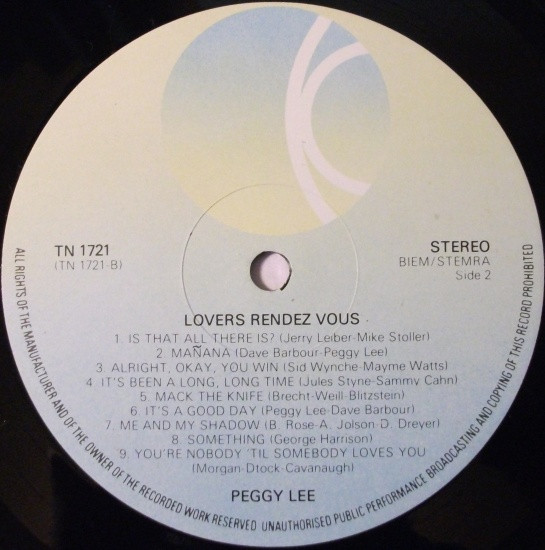 TN 1721
(TN 1721-B)
STEREO
BIEM/STEMRA
Side 2
LOVERS RENDEZ VOUS
1. IS THAT ALL THERE IS? (Jerry Leiber-Mike Stoller)
2. MAÑANA (Dave Barbour-Peggy Lee)
3. ALRIGHT, OKAY, YOU WIN (Sid Wynche-Mayme Watts)
4. IT'S BEEN A LONG, LONG TIME (Jules Styne-Sammy Cahn)
5. MACK THE KNIFE (Brecht-Weill-Blitzstein)
6. IT'S A GOOD DAY (Peggy Lee-Dave Barbour)
7. ME AND MY SHADOW (B. Rose-A. Jolson-D. Dreyer)
8. SOMETHING (George Harrison)
9. YOU'RE NOBODY 'TIL SOMEBODY LOVES YOU
(Morgan-Dtock-Cavanaugh)
PEGGY LEE
ALL RIGHTS OF THE MANUFACTURER AND OF THE OWNER OF THE RECORDED WORK RESERVED UNAUTHORISED PUBLIC PERFORMANCE BROADCASTING AND COPYING OF THIS RECORD PROHIBITED